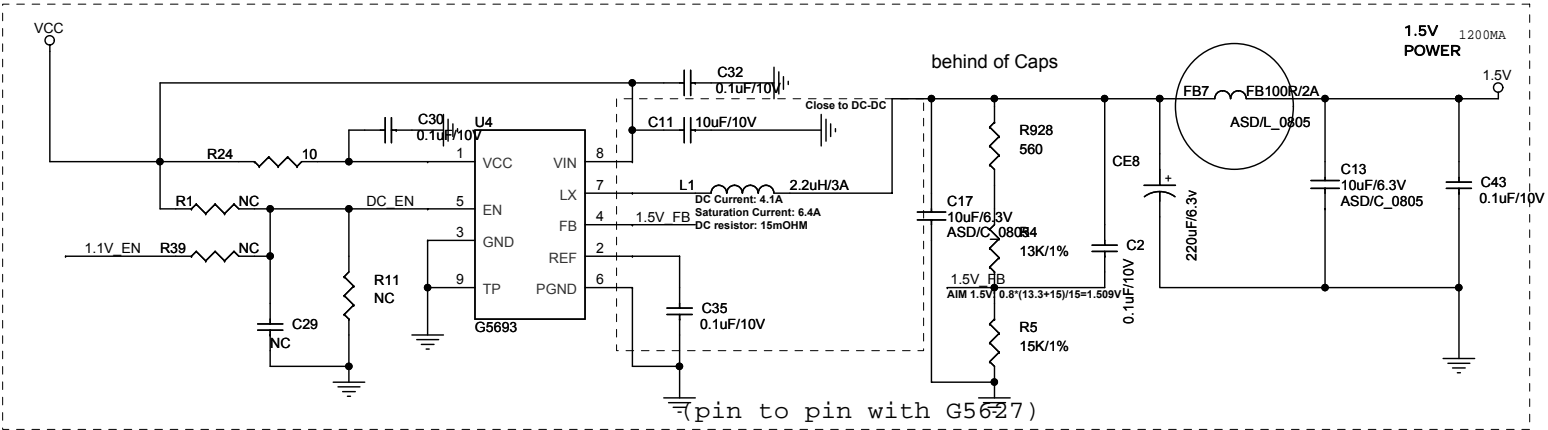 VCC
1.5V 1200MA
POWER
1.5V
behind of Caps
C32
0.1uF/10V
Close to DC-DC
FB7 FB100R/2A
ASD/L_0805
C30
0.1uF/10V
U4
C11 10uF/10V
R928
560
R24 10
1 VCC VIN 8
CE8
+
220uF/6.3v
C13
10uF/6.3V
ASD/C_0805
C43
0.1uF/10V
LX 7
L1 2.2uH/3A
DC Current: 4.1A
Saturation Current: 6.4A
DC resistor: 15mOHM
R1 NC
DC_EN 5 EN
FB 4 1.5V_FB
C17
10uF/6.3V
ASD/C_0805
R4
13K/1%
C2
0.1uF/10V
1.1V_EN R39 NC
3 GND
REF 2
9 TP
PGND 6
R11
NC
1.5V_FB
AIM 1.5V: 0.8*(13.3+15)/15=1.509V
C35
0.1uF/10V
C29
NC
G5693
R5
15K/1%
(pin to pin with G5627)